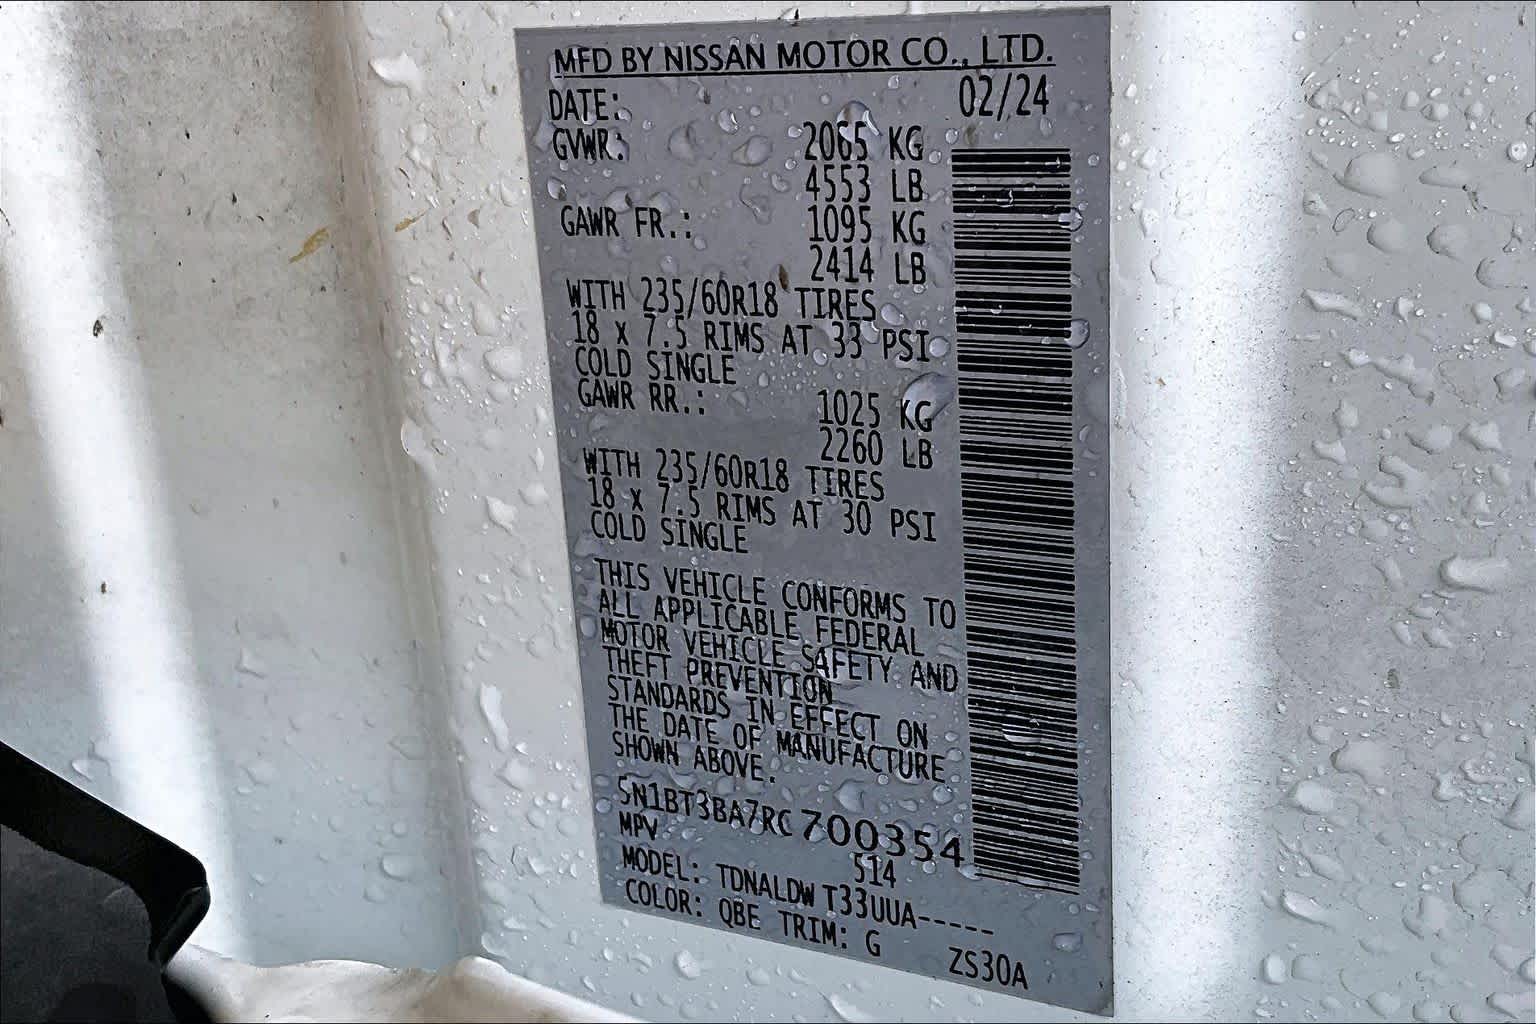 MFD BY NISSAN MOTOR CO., LTD.
DATE: 02/24
GVWR: 2065 KG
4553 LB
GAWR FR.: 1095 KG
2414 LB
WITH 235/60R18 TIRES
18 x 7.5 RIMS AT 33 PSI
COLD SINGLE
GAWR RR.: 1025 KG
2260 LB
WITH 235/60R18 TIRES
18 x 7.5 RIMS AT 30 PSI
COLD SINGLE
THIS VEHICLE CONFORMS TO
ALL APPLICABLE FEDERAL
MOTOR VEHICLE SAFETY AND
THEFT PREVENTION
STANDARDS IN EFFECT ON
THE DATE OF MANUFACTURE
SHOWN ABOVE.
5N1BT3BA7RC700354
MPV 514
MODEL: TDNALDW T33UUA-----
COLOR: QBE TRIM: G ZS30A